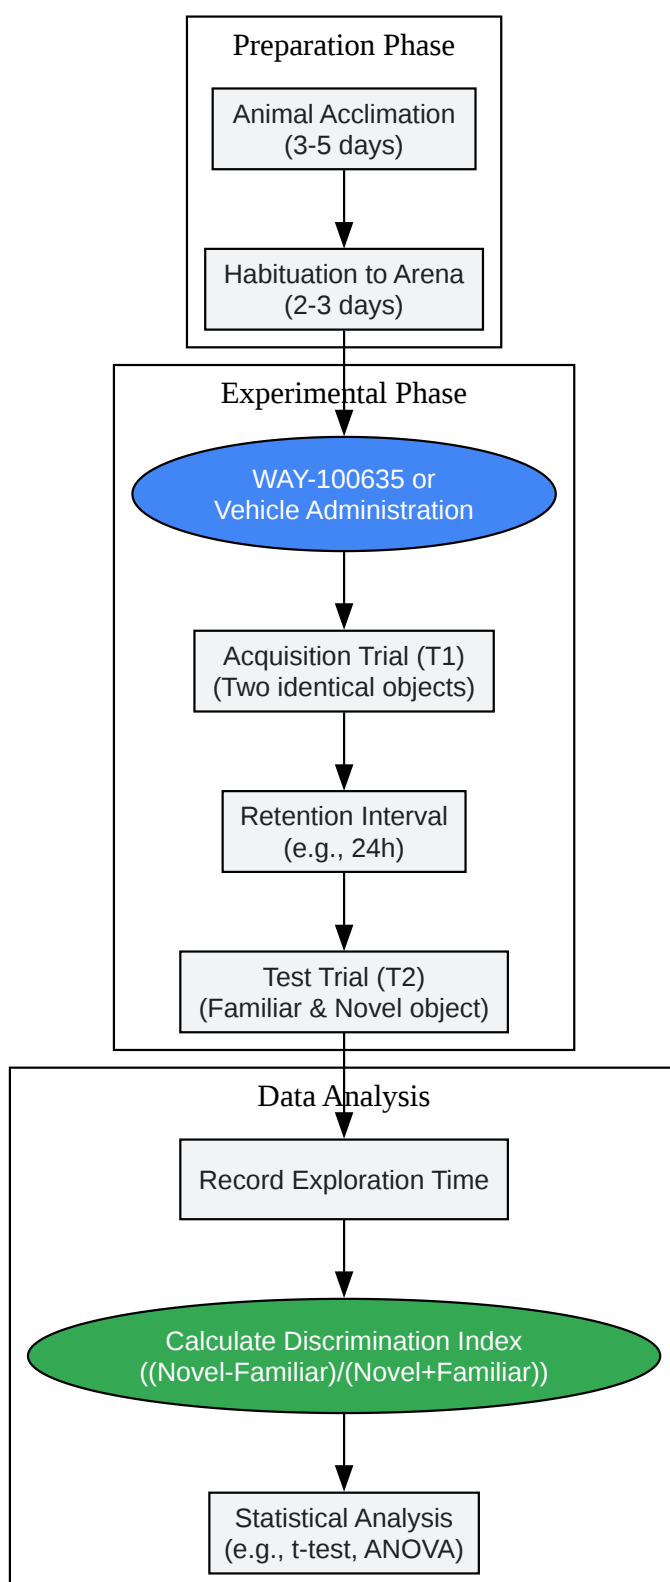 Preparation Phase
Animal Acclimation
(3-5 days)
Habituation to Arena
(2-3 days)
Experimental Phase
WAY-100635 or
Vehicle Administration
Acquisition Trial (T1)
(Two identical objects)
Retention Interval
(e.g., 24h)
Test Trial (T2)
(Familiar & Novel object)
Data Analysis
Record Exploration Time
Calculate Discrimination Index
((Novel-Familiar)/(Novel+Familiar))
Statistical Analysis
(e.g., t-test, ANOVA)